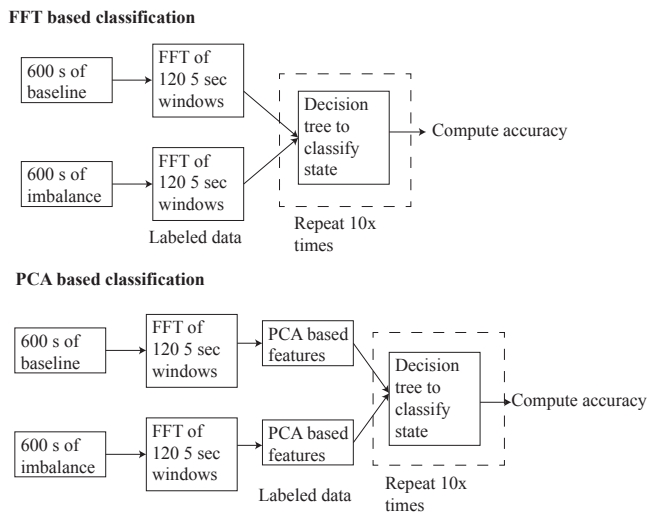 FFT based classification
600 s of
baseline
FFT of
120 5 sec
windows
600 s of
imbalance
FFT of
120 5 sec
windows
Labeled data
Decision
tree to
classify
state
Repeat 10x
times
Compute accuracy
PCA based classification
600 s of
baseline
FFT of
120 5 sec
windows
PCA based
features
600 s of
imbalance
FFT of
120 5 sec
windows
PCA based
features
Labeled data
Decision
tree to
classify
state
Repeat 10x
times
Compute accuracy